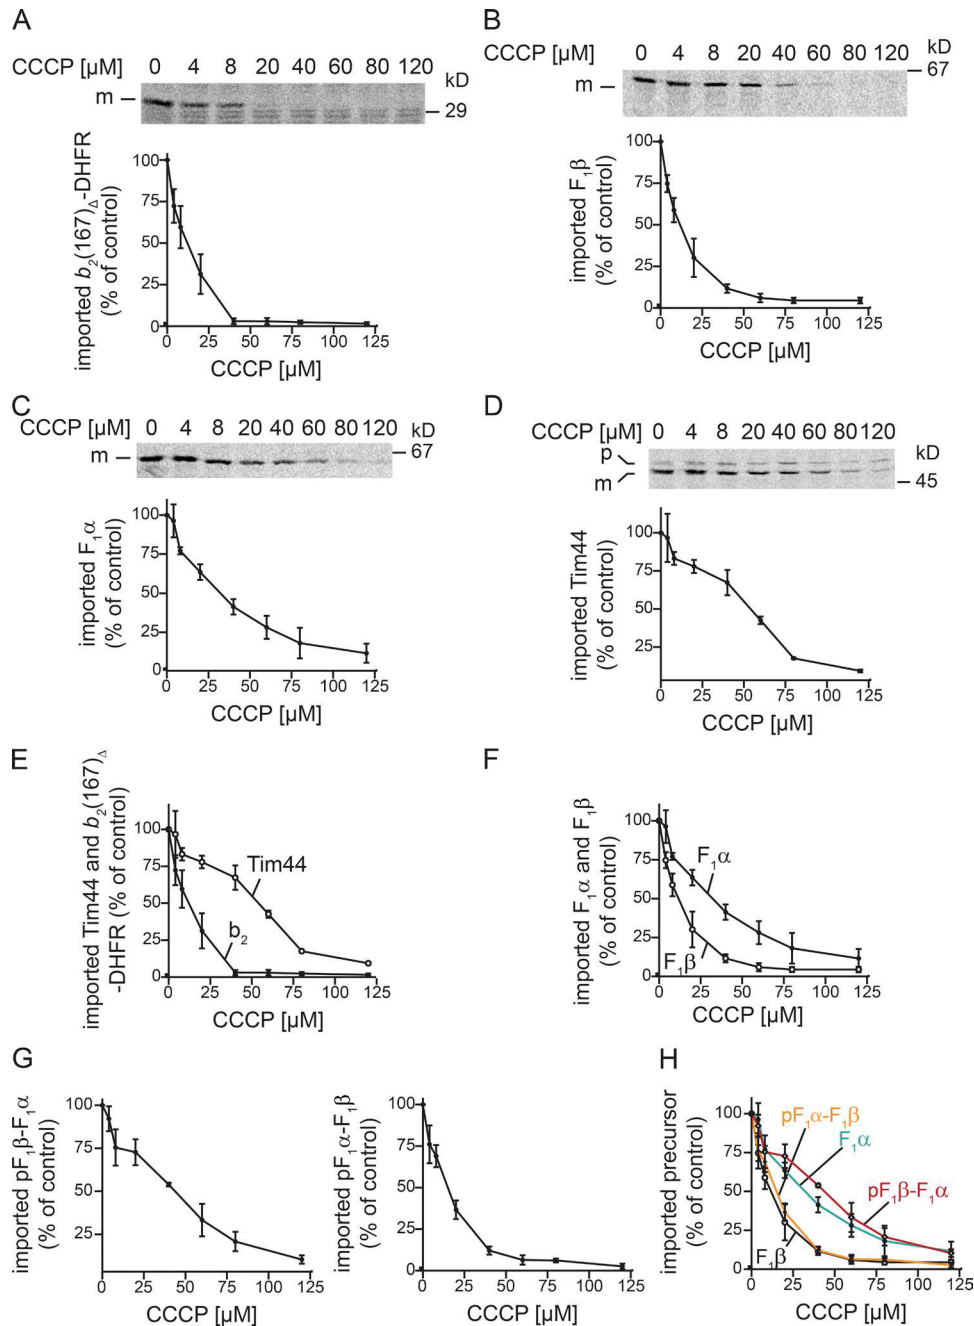 A
CCCP [µM] 0 4 8 20 40 60 80 120 kD
m
29
imported b₂(167)Δ-DHFR
(% of control)
100
75
50
25
0
0 25 50 75 100 125
CCCP [µM]
B
CCCP [µM] 0 4 8 20 40 60 80 120 kD
67
m
imported F₁β
(% of control)
100
75
50
25
0
0 25 50 75 100 125
CCCP [µM]
C
CCCP [µM] 0 4 8 20 40 60 80 120 kD
67
m
imported F₁α
(% of control)
100
75
50
25
0
0 25 50 75 100 125
CCCP [µM]
D
CCCP [µM] 0 4 8 20 40 60 80 120
kD
p
m
45
imported Tim44
(% of control)
100
75
50
25
0
0 25 50 75 100 125
CCCP [µM]
E
imported Tim44 and b₂(167)Δ
-DHFR (% of control)
100
75
50
25
0
Tim44
b₂
0 25 50 75 100 125
CCCP [µM]
F
imported F₁α and F₁β
(% of control)
100
75
50
25
0
F₁α
F₁β
0 25 50 75 100 125
CCCP [µM]
G
imported pF₁β-F₁α
(% of control)
100
75
50
25
0
0 25 50 75 100 125
CCCP [µM]
imported pF₁α-F₁β
(% of control)
100
75
50
25
0
0 25 50 75 100 125
CCCP [µM]
H
imported precursor
(% of control)
100
75
50
25
0
pF₁α-F₁β
F₁α
pF₁β-F₁α
F₁β
0 25 50 75 100 125
CCCP [µM]